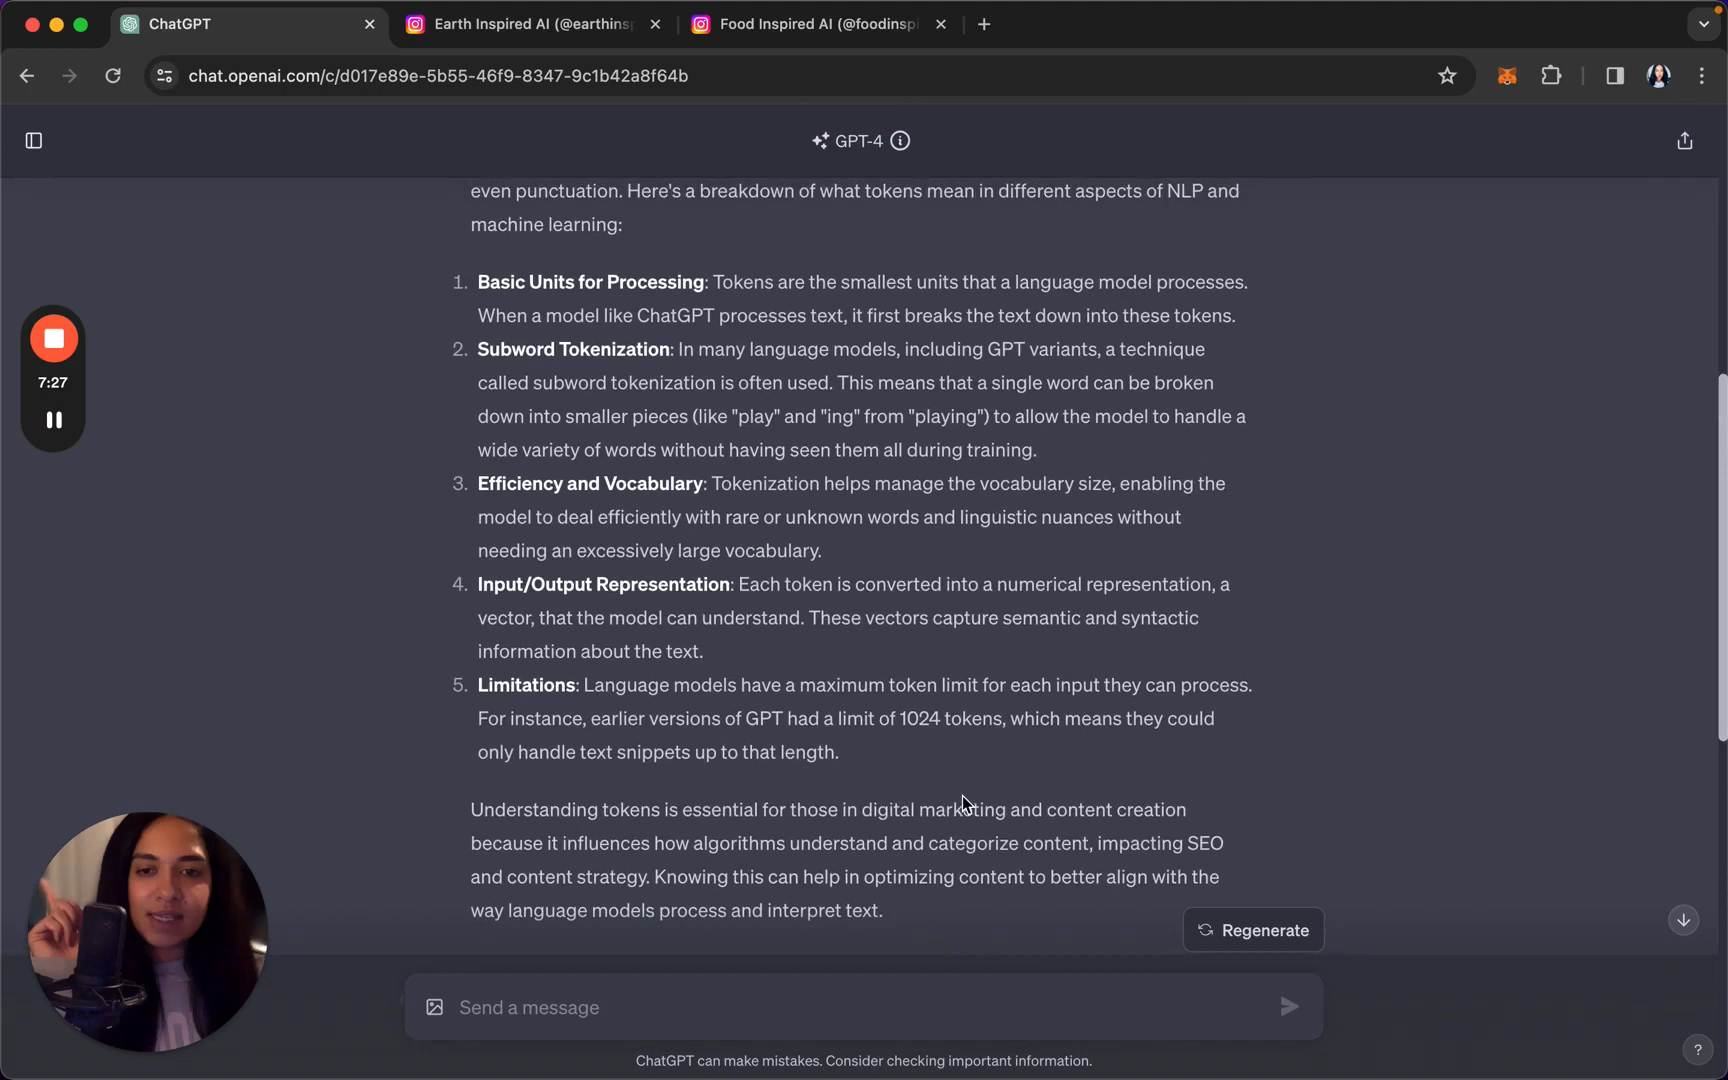 ChatGPT
Earth Inspired AI (@earthins
Food Inspired AI (@foodinspi
chat.openai.com/c/d017e89e-5b55-46f9-8347-9c1b42a8f64b
GPT-4
even punctuation. Here's a breakdown of what tokens mean in different aspects of NLP and
machine learning:
1. Basic Units for Processing: Tokens are the smallest units that a language model processes.
When a model like ChatGPT processes text, it first breaks the text down into these tokens.
2. Subword Tokenization: In many language models, including GPT variants, a technique
called subword tokenization is often used. This means that a single word can be broken
down into smaller pieces (like "play" and "ing" from "playing") to allow the model to handle a
wide variety of words without having seen them all during training.
3. Efficiency and Vocabulary: Tokenization helps manage the vocabulary size, enabling the
model to deal efficiently with rare or unknown words and linguistic nuances without
needing an excessively large vocabulary.
4. Input/Output Representation: Each token is converted into a numerical representation, a
vector, that the model can understand. These vectors capture semantic and syntactic
information about the text.
5. Limitations: Language models have a maximum token limit for each input they can process.
For instance, earlier versions of GPT had a limit of 1024 tokens, which means they could
only handle text snippets up to that length.
Understanding tokens is essential for those in digital marketing and content creation
because it influences how algorithms understand and categorize content, impacting SEO
and content strategy. Knowing this can help in optimizing content to better align with the
way language models process and interpret text.
7:27
Regenerate
Send a message
ChatGPT can make mistakes. Consider checking important information.
?